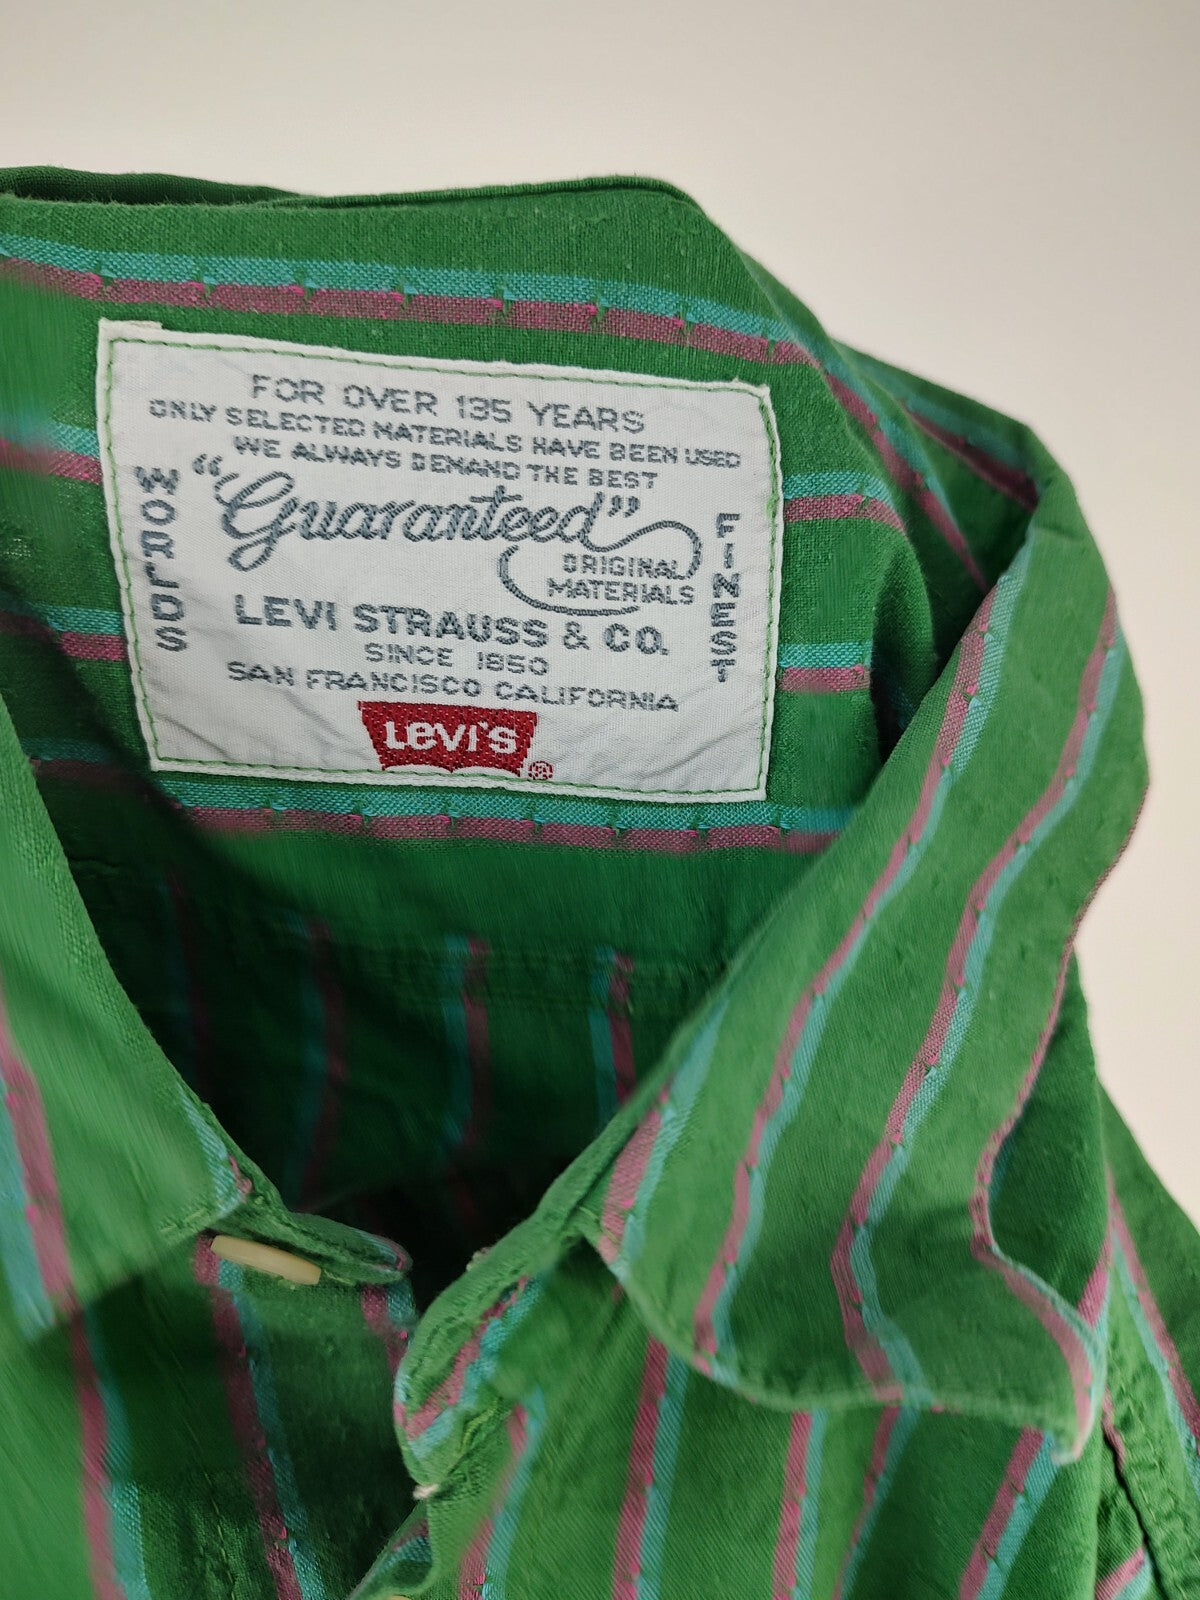 FOR OVER 135 YEARS
ONLY SELECTED MATERIALS HAVE BEEN USED
WE ALWAYS DEMAND THE BEST
WORLDS
"Guaranteed"
FINEST
ORIGINAL
MATERIALS
LEVI STRAUSS & CO.
SINCE 1850
SAN FRANCISCO CALIFORNIA
Levi's ®